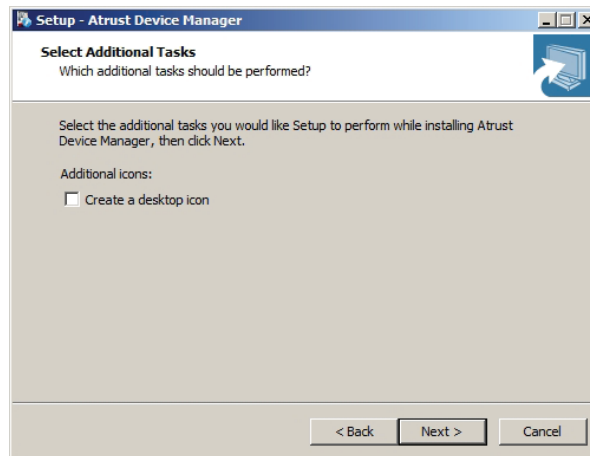 Setup - Atrust Device Manager
Select Additional Tasks
Which additional tasks should be performed?
Select the additional tasks you would like Setup to perform while installing Atrust
Device Manager, then click Next.
Additional icons:
Create a desktop icon
< Back
Next >
Cancel